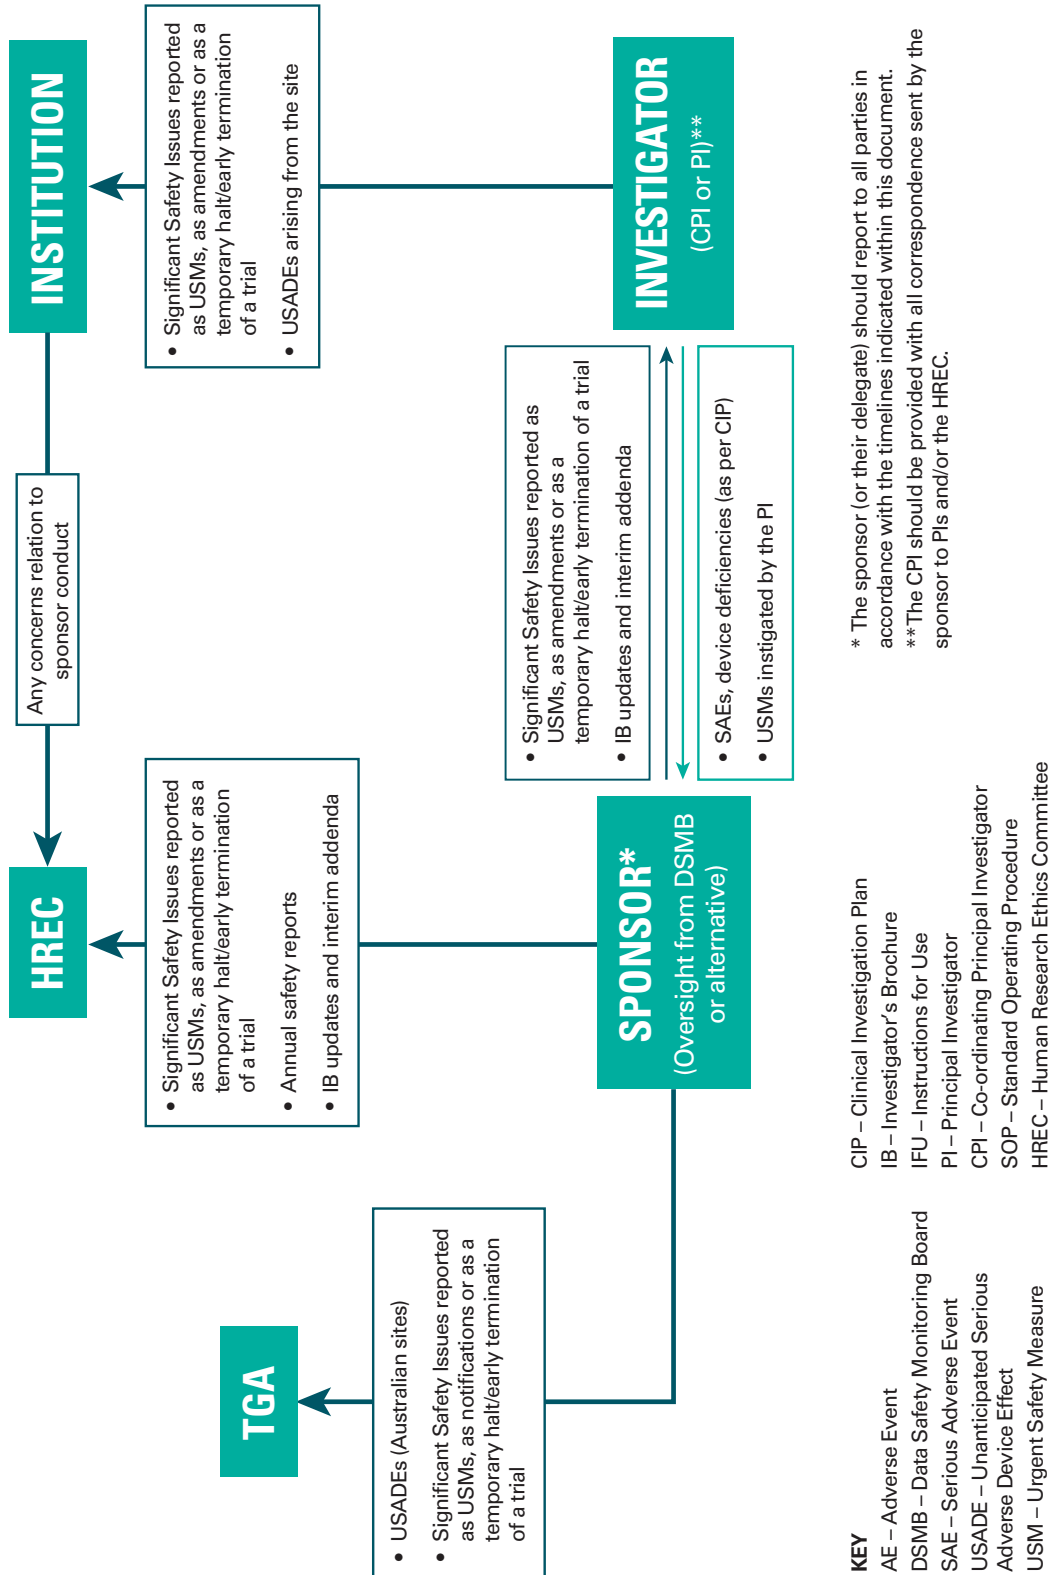 TGA
• USADEs (Australian sites)
• Significant Safety Issues reported
as USMs, as notifications or as a
temporary halt/early termination
of a trial
HREC
• Significant Safety Issues reported
as USMs, as amendments or as a
temporary halt/early termination
of a trial
• Annual safety reports
• IB updates and interim addenda
Any concerns relation to
sponsor conduct
INSTITUTION
• Significant Safety Issues reported
as USMs, as amendments or as a
temporary halt/early termination
of a trial
• USADEs arising from the site
SPONSOR*
(Oversight from DSMB
or alternative)
• Significant Safety Issues reported as
USMs, as amendments or as a
temporary halt/early termination of a trial
• IB updates and interim addenda
• SAEs, device deficiencies (as per CIP)
• USMs instigated by the PI
INVESTIGATOR
(CPI or PI)**
KEY
AE – Adverse Event
DSMB – Data Safety Monitoring Board
SAE – Serious Adverse Event
USADE – Unanticipated Serious
Adverse Device Effect
USM – Urgent Safety Measure
CIP – Clinical Investigation Plan
IB – Investigator's Brochure
IFU – Instructions for Use
PI – Principal Investigator
CPI – Co-ordinating Principal Investigator
SOP – Standard Operating Procedure
HREC – Human Research Ethics Committee
* The sponsor (or their delegate) should report to all parties in
accordance with the timelines indicated within this document.
**The CPI should be provided with all correspondence sent by the
sponsor to PIs and/or the HREC.